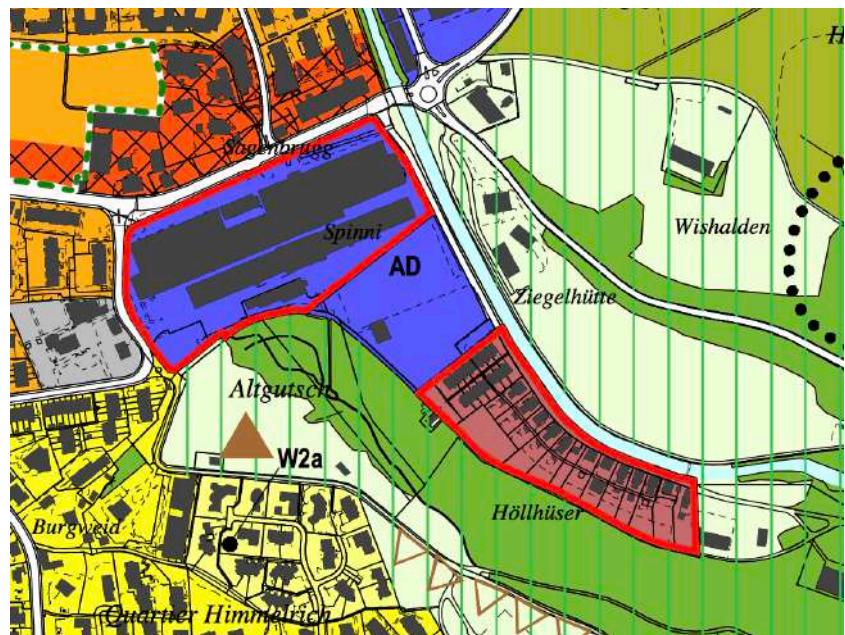 H
Sagenbrugg
Spinni
Wishalden
AD
Ziegelhütte
Altgutsch
W2a
Höllhüser
Burgweid
Quartier Himmelrich